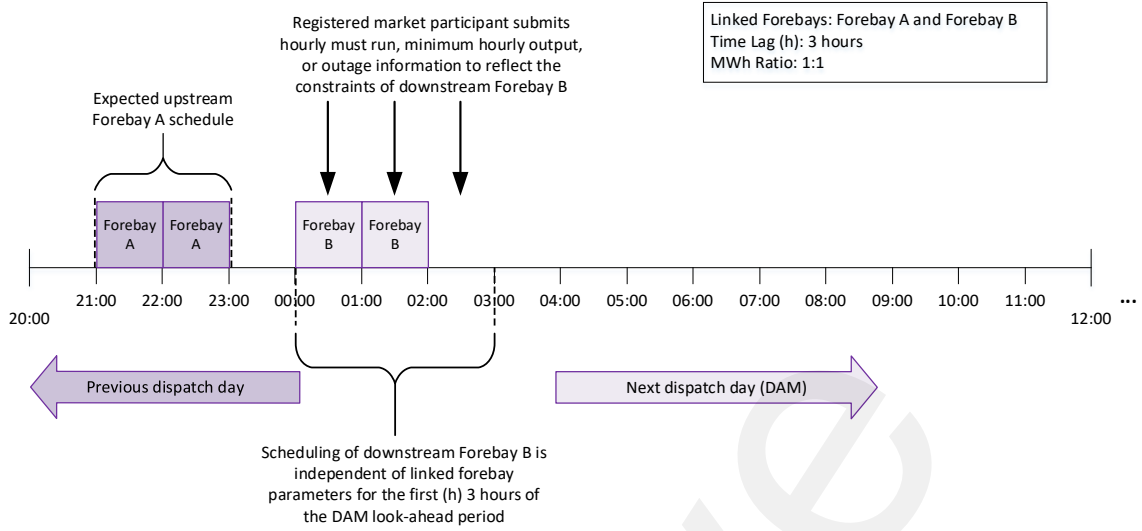 Registered market participant submits
hourly must run, minimum hourly output,
or outage information to reflect the
constraints of downstream Forebay B
Linked Forebays: Forebay A and Forebay B
Time Lag (h): 3 hours
MWh Ratio: 1:1
Expected upstream
Forebay A schedule
Forebay
A
Forebay
A
Forebay
B
Forebay
B
20:00
21:00
22:00
23:00
00:00
01:00
02:00
03:00
04:00
05:00
06:00
07:00
08:00
09:00
10:00
11:00
12:00
...
Previous dispatch day
Next dispatch day (DAM)
Scheduling of downstream Forebay B is
independent of linked forebay
parameters for the first (h) 3 hours of
the DAM look-ahead period